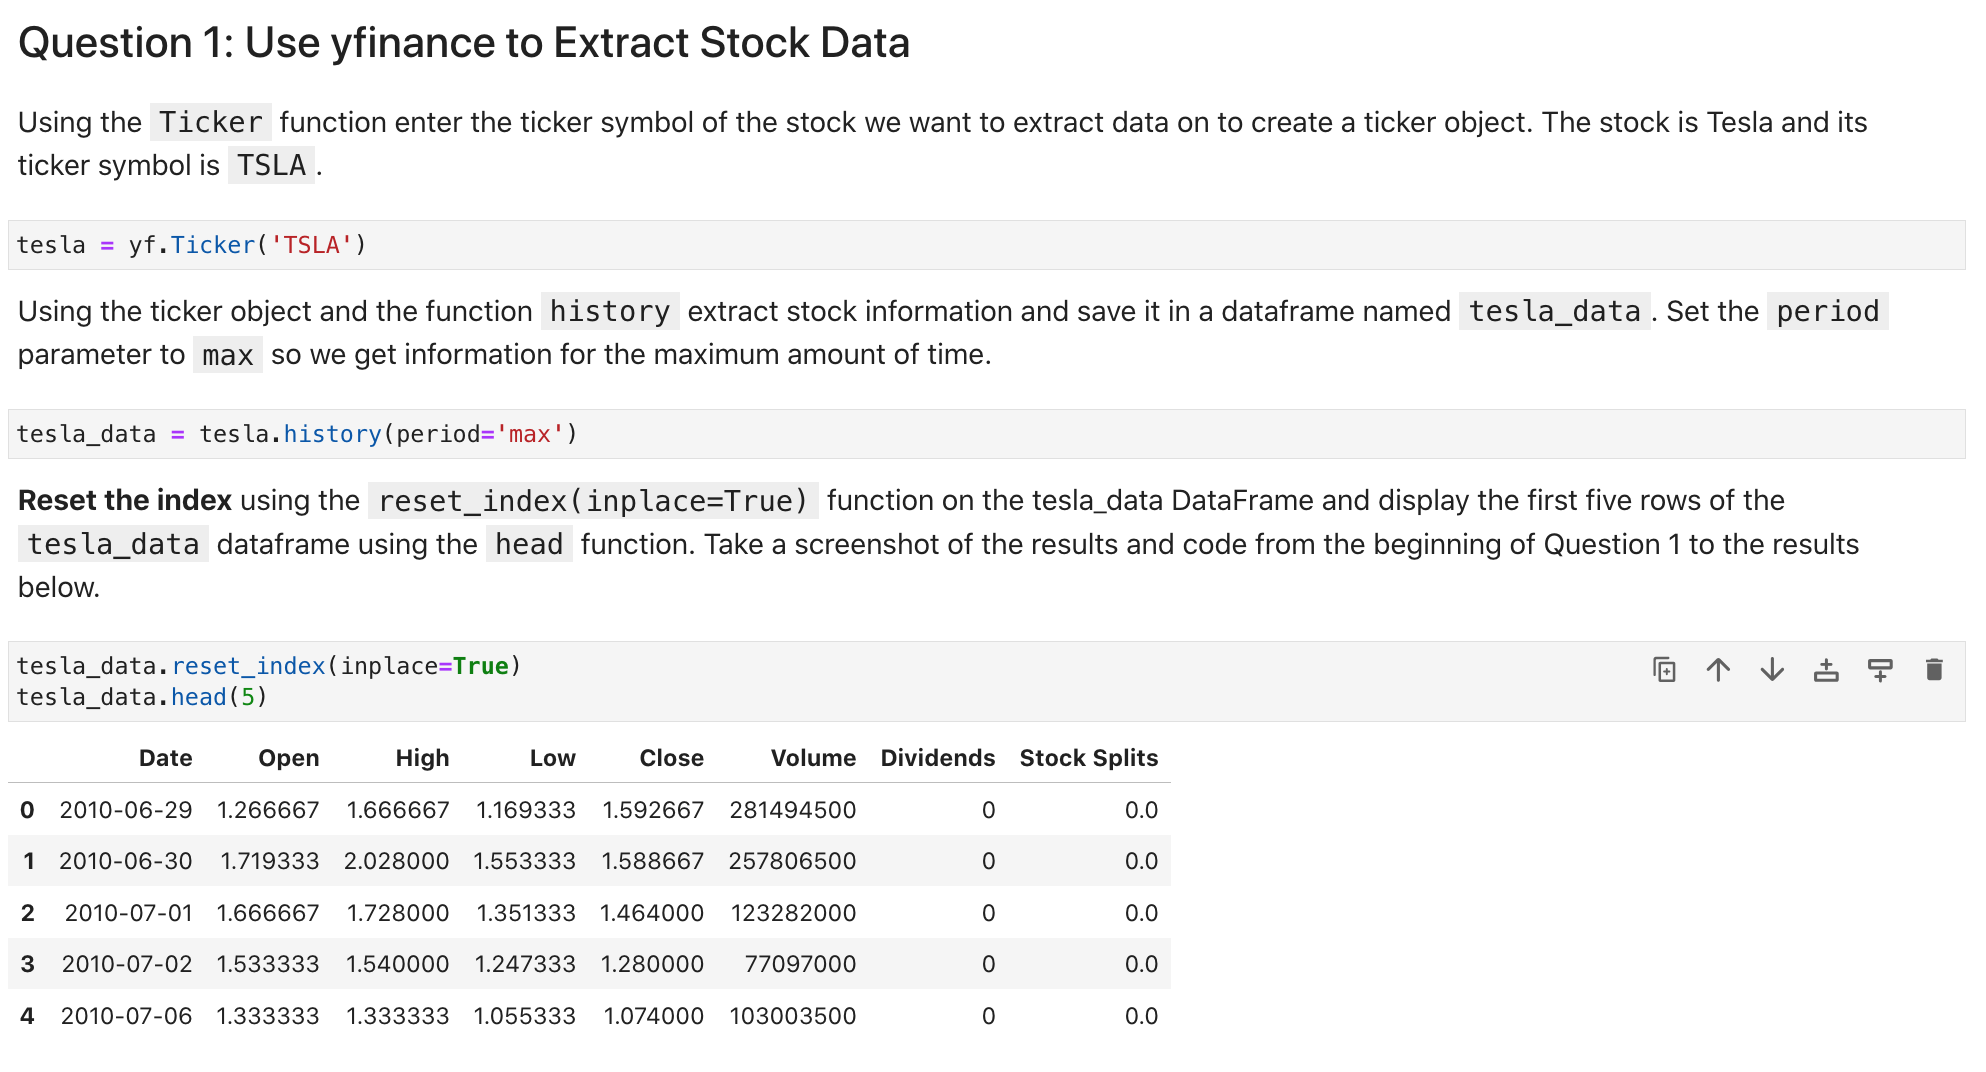 Question 1: Use yfinance to Extract Stock Data
Using the Ticker function enter the ticker symbol of the stock we want to extract data on to create a ticker object. The stock is Tesla and its
ticker symbol is TSLA.
tesla = yf.Ticker('TSLA')
Using the ticker object and the function history extract stock information and save it in a dataframe named tesla_data. Set the period
parameter to max so we get information for the maximum amount of time.
tesla_data = tesla.history(period='max')
Reset the index using the reset_index(inplace=True) function on the tesla_data DataFrame and display the first five rows of the
tesla_data dataframe using the head function. Take a screenshot of the results and code from the beginning of Question 1 to the results
below.
tesla_data.reset_index(inplace=True)
tesla_data.head(5)
Date Open High Low Close Volume Dividends Stock Splits
0 2010-06-29 1.266667 1.666667 1.169333 1.592667 281494500 0 0.0
1 2010-06-30 1.719333 2.028000 1.553333 1.588667 257806500 0 0.0
2 2010-07-01 1.666667 1.728000 1.351333 1.464000 123282000 0 0.0
3 2010-07-02 1.533333 1.540000 1.247333 1.280000 77097000 0 0.0
4 2010-07-06 1.333333 1.333333 1.055333 1.074000 103003500 0 0.0